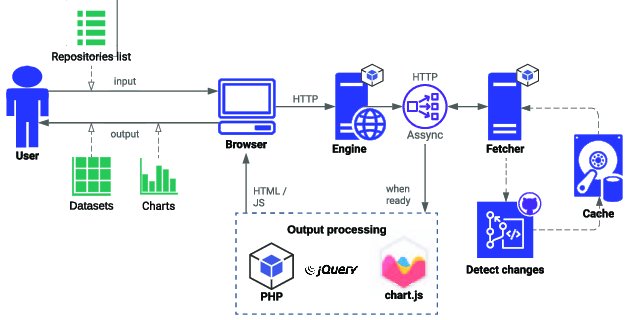 Repositories list
input
output
User
Datasets
Charts
Browser
HTTP
Engine
HTTP
Assync
Fetcher
Cache
Detect changes
HTML /
JS
when
ready
Output processing
PHP
jQuery
chart.js